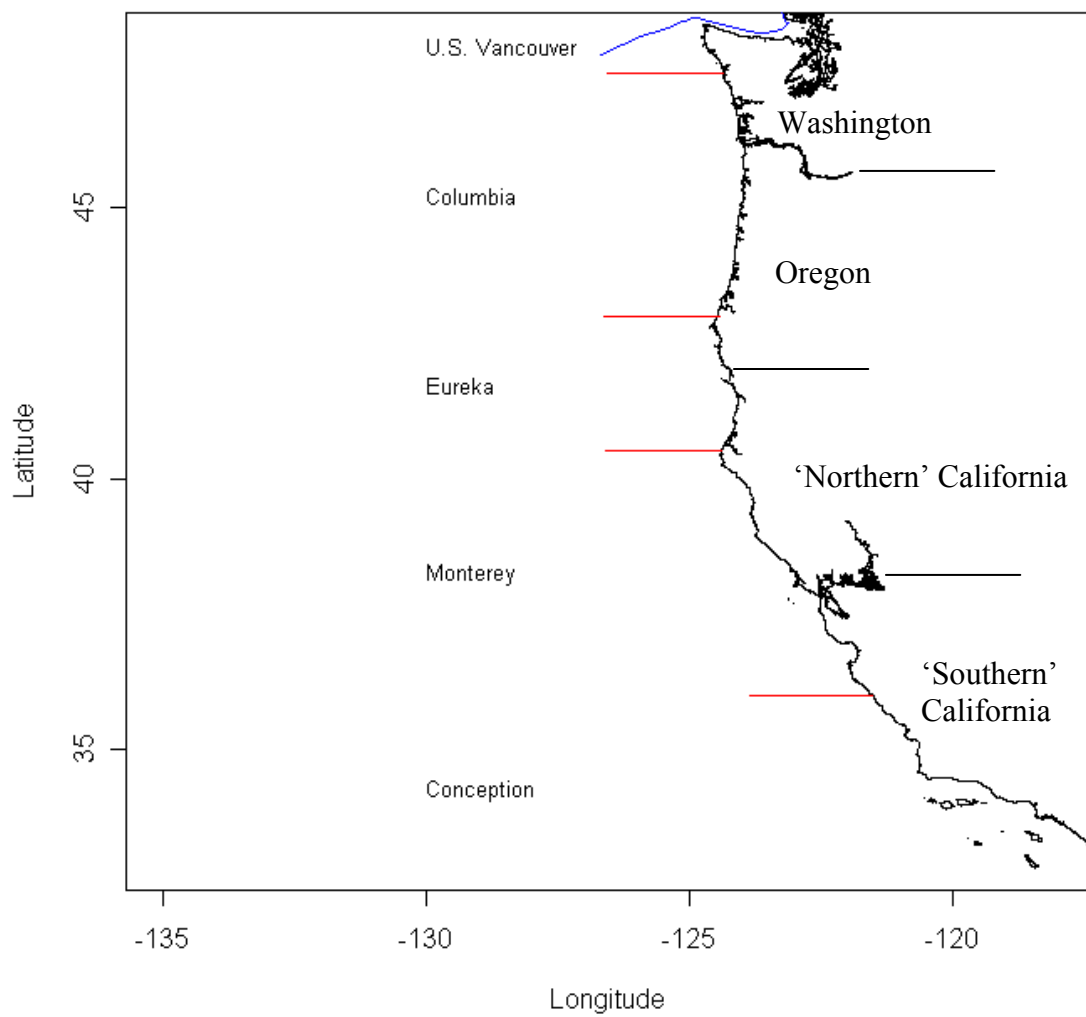 U.S. Vancouver
Washington
Columbia
45
Oregon
Eureka
Latitude
40
‘Northern’ California
Monterey
‘Southern’
California
35
Conception
-135
-130
-125
-120
Longitude